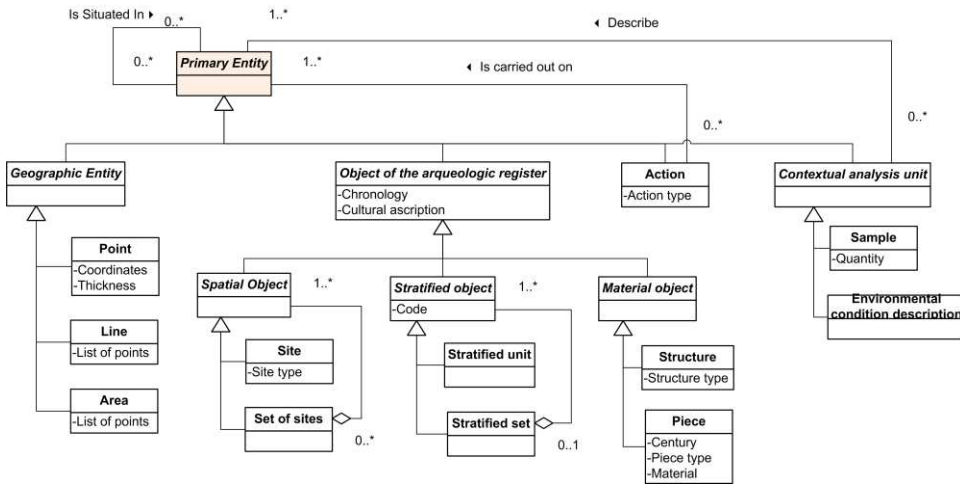 Is Situated In
0..*
1..*
Describe
0..*
Primary Entity
1..*
Is carried out on
0..*
0..*
Geographic Entity
Object of the arqueologic register
-Chronology
-Cultural ascription
Action
-Action type
Contextual analysis unit
Point
-Coordinates
-Thickness
Sample
-Quantity
Spatial Object
1..*
Stratified object
-Code
1..*
Material object
Environmental
condition description
Line
-List of points
Site
-Site type
Stratified unit
Structure
-Structure type
Area
-List of points
Set of sites
0..*
Stratified set
0..1
Piece
-Century
-Piece type
-Material